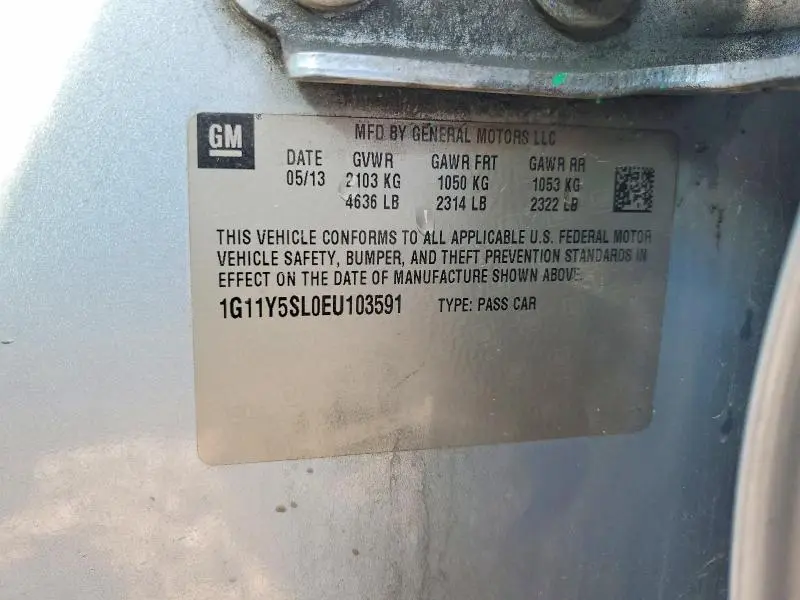 GM
MFD BY GENERAL MOTORS LLC
DATE GVWR GAWR FRT GAWR RR
05/13 2103 KG 1050 KG 1053 KG
4636 LB 2314 LB 2322 LB
THIS VEHICLE CONFORMS TO ALL APPLICABLE U.S. FEDERAL MOTOR
VEHICLE SAFETY, BUMPER, AND THEFT PREVENTION STANDARDS IN
EFFECT ON THE DATE OF MANUFACTURE SHOWN ABOVE.
1G11Y5SL0EU103591 TYPE: PASS CAR